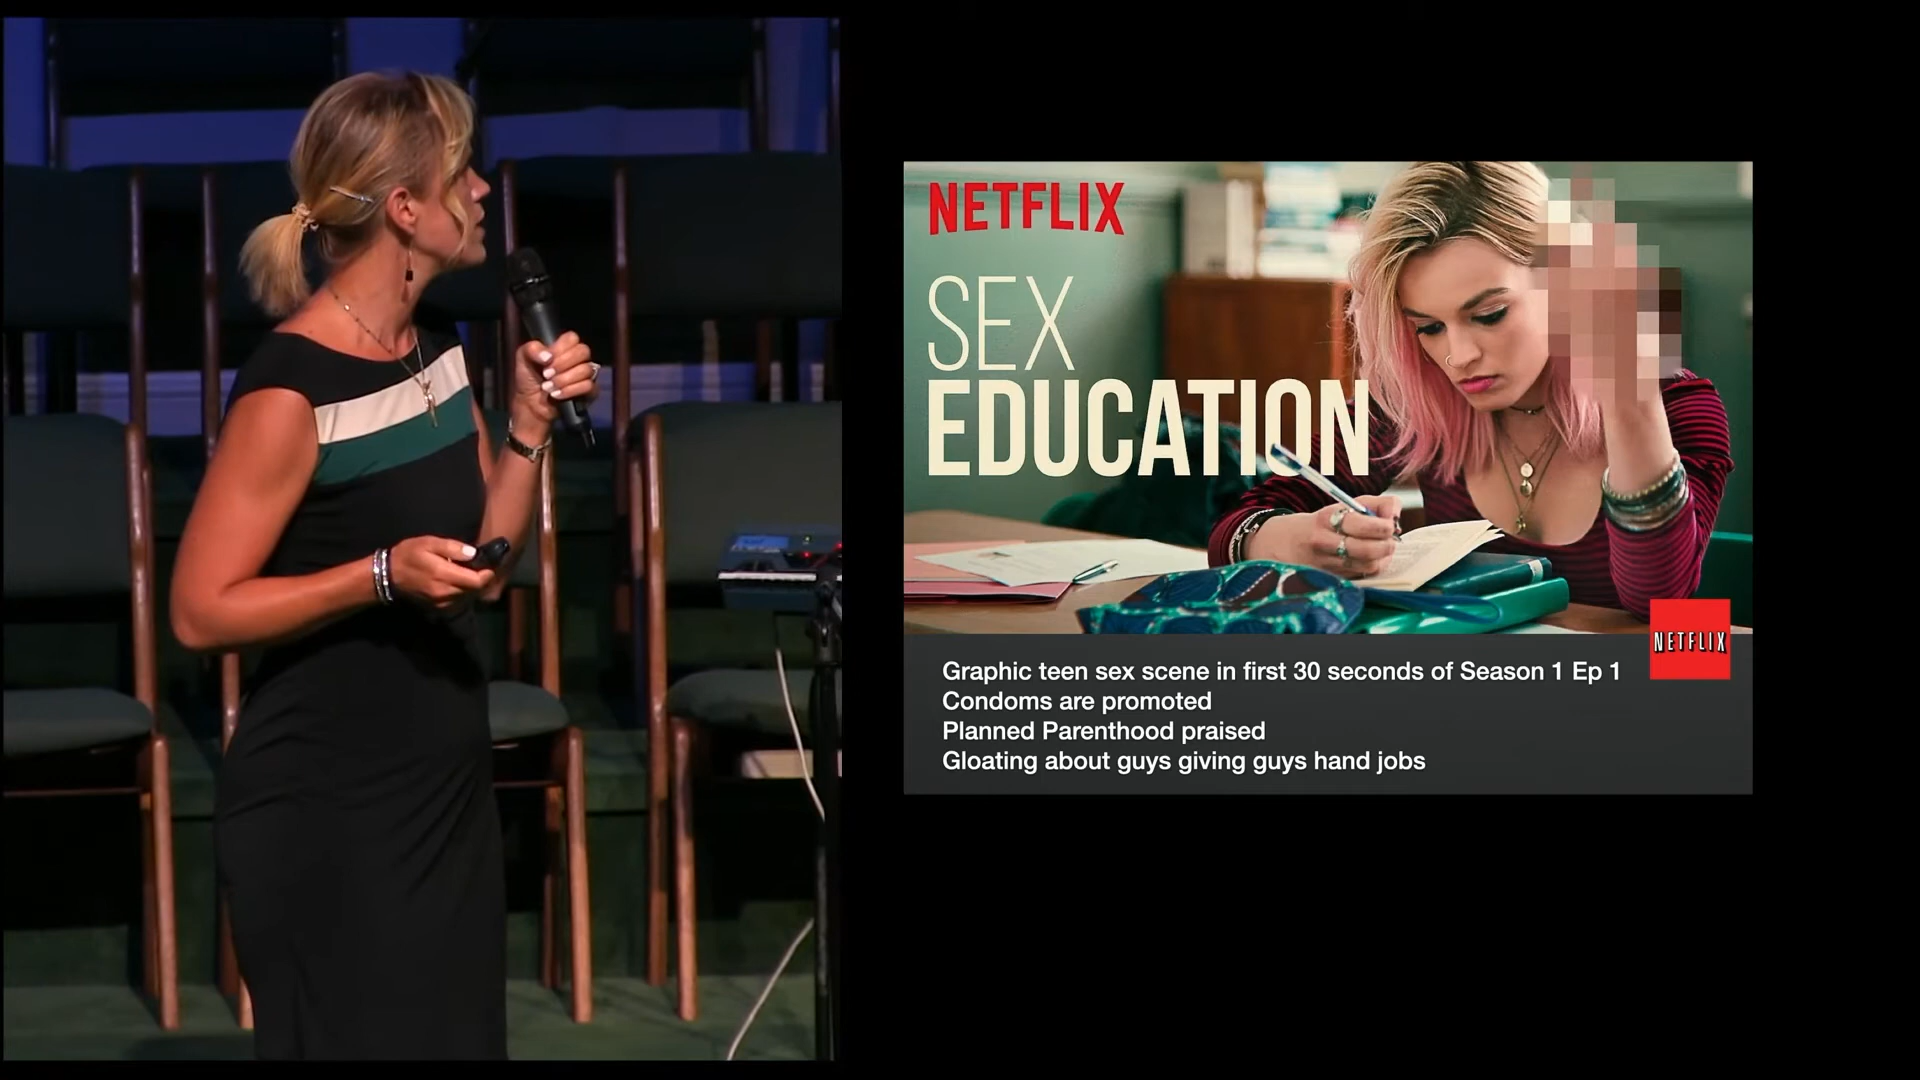 NETFLIX
SEX
EDUCATION
NETFLIX
Graphic teen sex scene in first 30 seconds of Season 1 Ep 1
Condoms are promoted
Planned Parenthood praised
Gloating about guys giving guys hand jobs